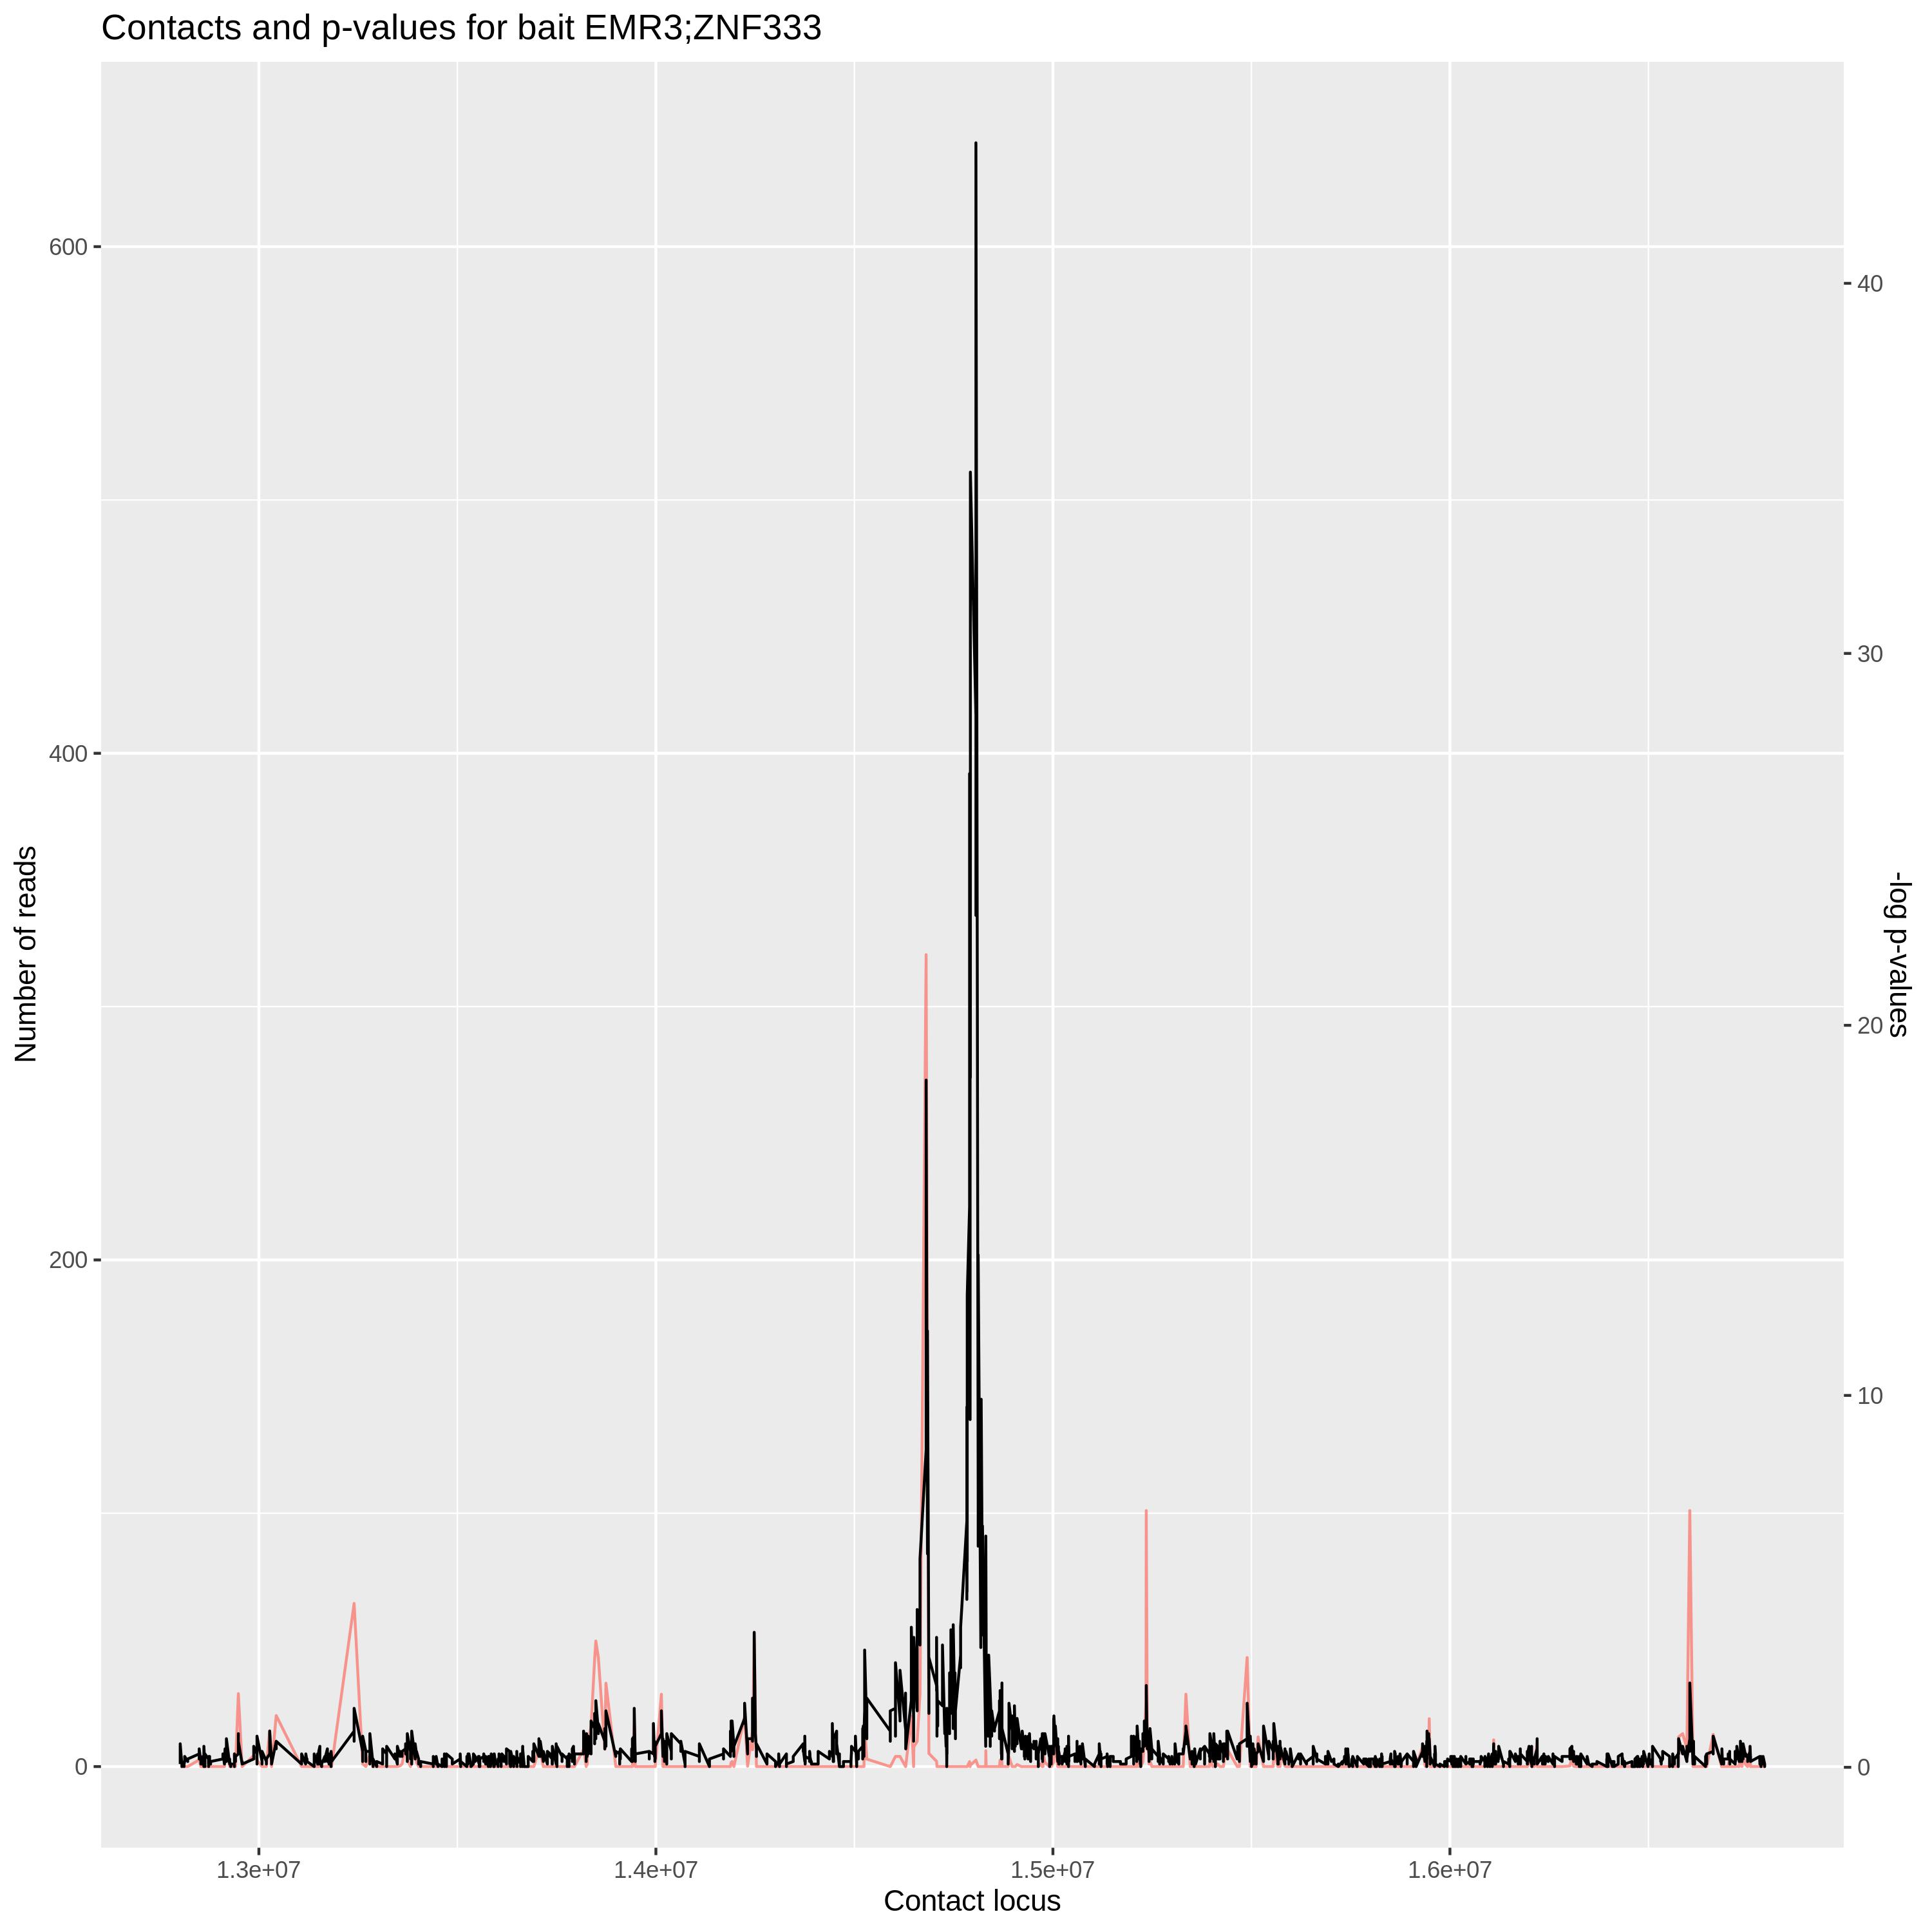 Contacts and p-values for bait EMR3;ZNF333
600
400
200
0
Number of reads
40
30
20
10
0
-log p-values
1.3e+07 1.4e+07 1.5e+07 1.6e+07
Contact locus